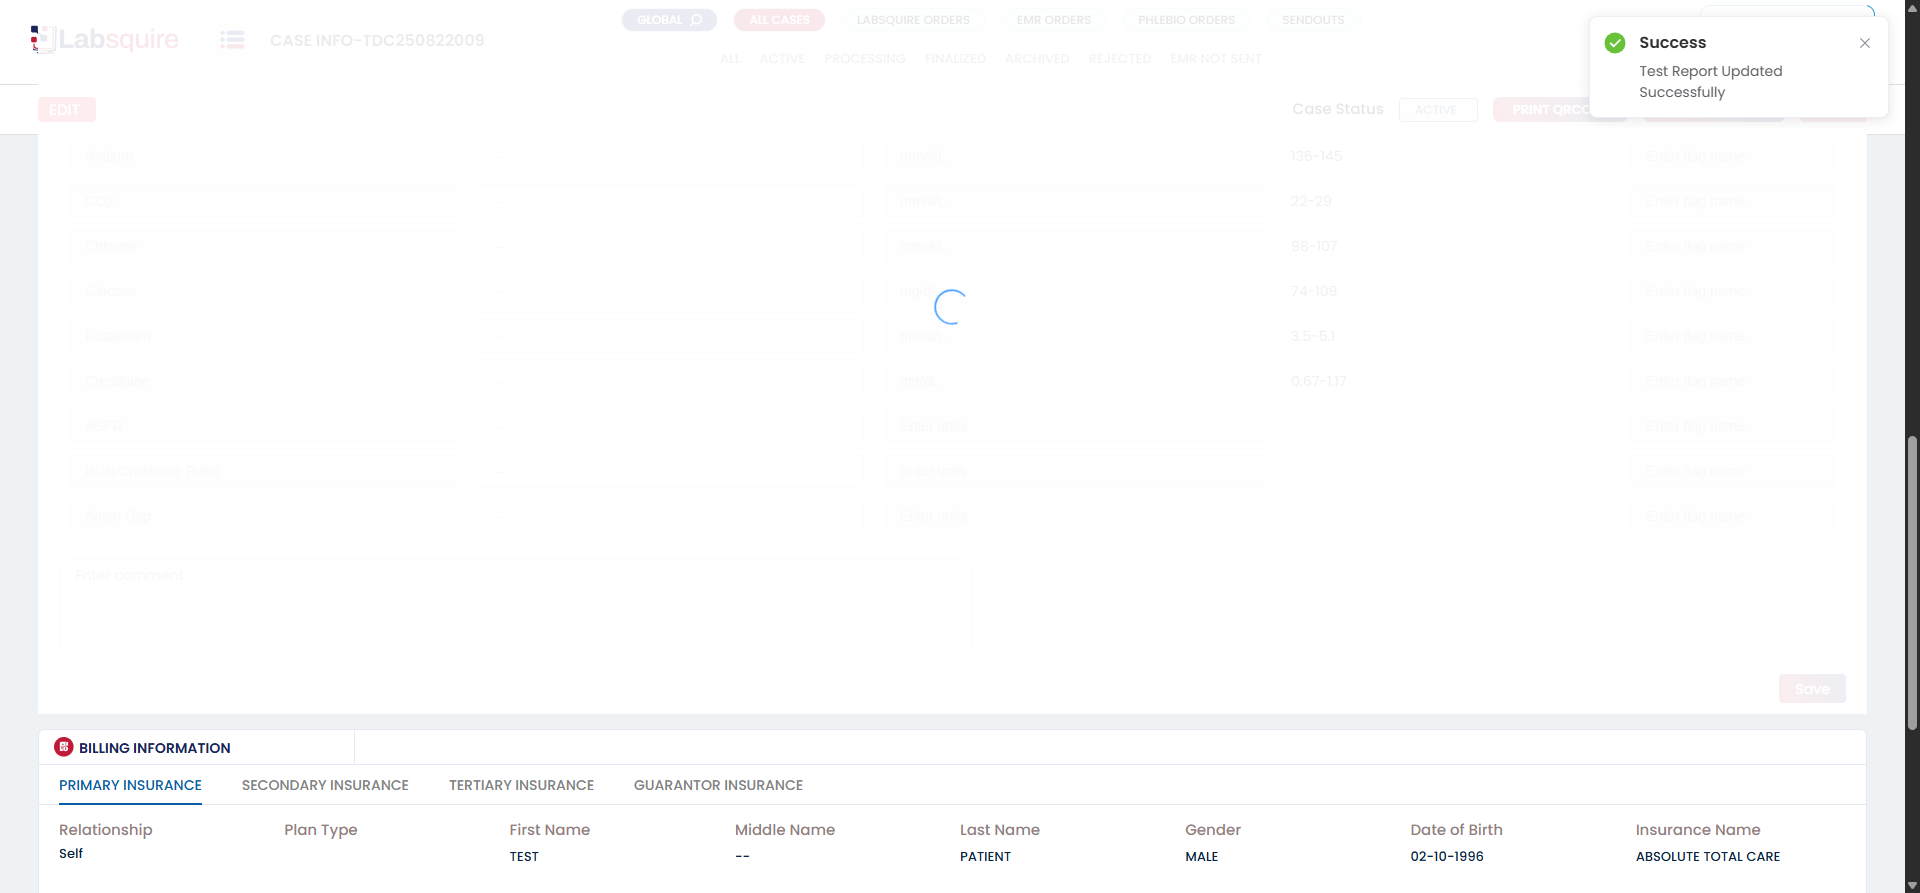 Labsquire
CASE INFO-TDC250822009
GLOBAL
ALL CASES
LABSQUIRE ORDERS
EMR ORDERS
PHLEBIO ORDERS
SENDOUTS
ALL
ACTIVE
PROCESSING
FINALIZED
ARCHIVED
REJECTED
EMR NOT SENT
Success
Test Report Updated
Successfully
EDIT
Case Status
ACTIVE
PRINT
Sodium -- mmol/L 136-145 Enter flag name
CO2 -- mmol/L 22-29 Enter flag name
Chloride -- mmol/L 98-107 Enter flag name
Glucose -- mg/dL 74-109 Enter flag name
Potassium -- mmol/L 3.5-5.1 Enter flag name
Creatinine -- mg/dL 0.67-1.17 Enter flag name
eGFR -- Enter units Enter flag name
BUN/Creatinine Ratio -- Enter units Enter flag name
Anion Gap -- Enter units Enter flag name
Enter comment
Save
BILLING INFORMATION
PRIMARY INSURANCE
SECONDARY INSURANCE
TERTIARY INSURANCE
GUARANTOR INSURANCE
Relationship Plan Type First Name Middle Name Last Name Gender Date of Birth Insurance Name
Self TEST -- PATIENT MALE 02-10-1996 ABSOLUTE TOTAL CARE